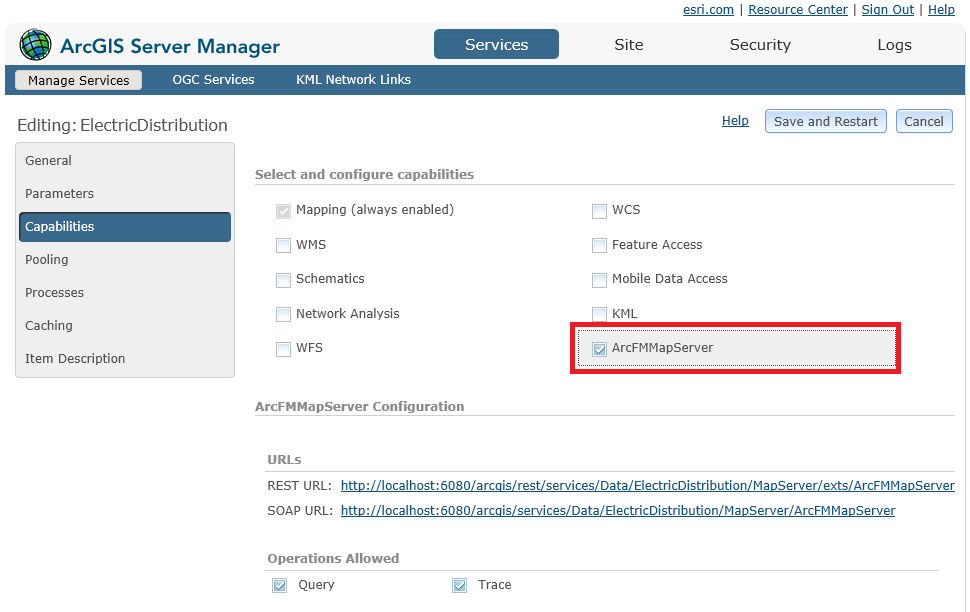 esri.com | Resource Center | Sign Out | Help
ArcGIS Server Manager
Services Site Security Logs
Manage Services OGC Services KML Network Links
Editing: ElectricDistribution
Help Save and Restart Cancel
General
Parameters
Capabilities
Pooling
Processes
Caching
Item Description
Select and configure capabilities
Mapping (always enabled) WCS
WMS Feature Access
Schematics Mobile Data Access
Network Analysis KML
WFS ArcFMMapServer
ArcFMMapServer Configuration
URLs
REST URL: http://localhost:6080/arcgis/rest/services/Data/ElectricDistribution/MapServer/exts/ArcFMMapServer
SOAP URL: http://localhost:6080/arcgis/services/Data/ElectricDistribution/MapServer/ArcFMMapServer
Operations Allowed
Query Trace